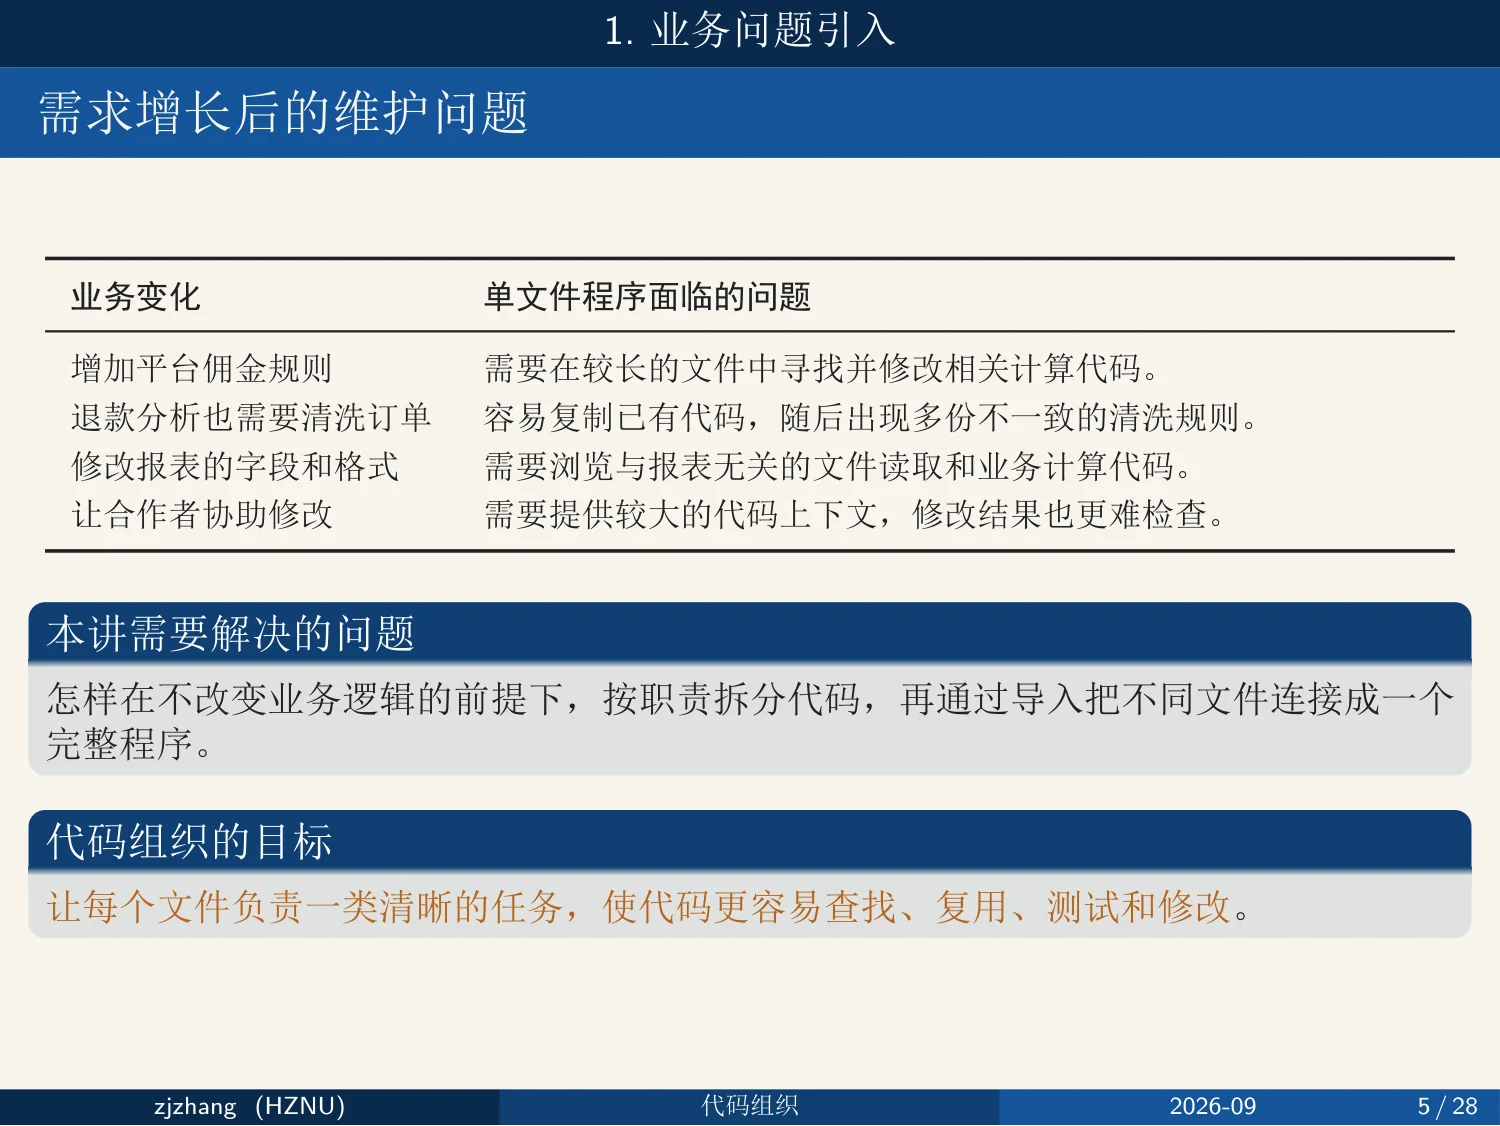 1. 业务问题引入
需求增长后的维护问题
业务变化 单文件程序面临的问题
增加平台佣金规则 需要在较长的文件中寻找并修改相关计算代码。
退款分析也需要清洗订单 容易复制已有代码，随后出现多份不一致的清洗规则。
修改报表的字段和格式 需要浏览与报表无关的文件读取和业务计算代码。
让合作者协助修改 需要提供较大的代码上下文，修改结果也更难检查。
本讲需要解决的问题
怎样在不改变业务逻辑的前提下，按职责拆分代码，再通过导入把不同文件连接成一个
完整程序。
代码组织的目标
让每个文件负责一类清晰的任务，使代码更容易查找、复用、测试和修改。
zjzhang (HZNU) 代码组织 2026-09 5 / 28